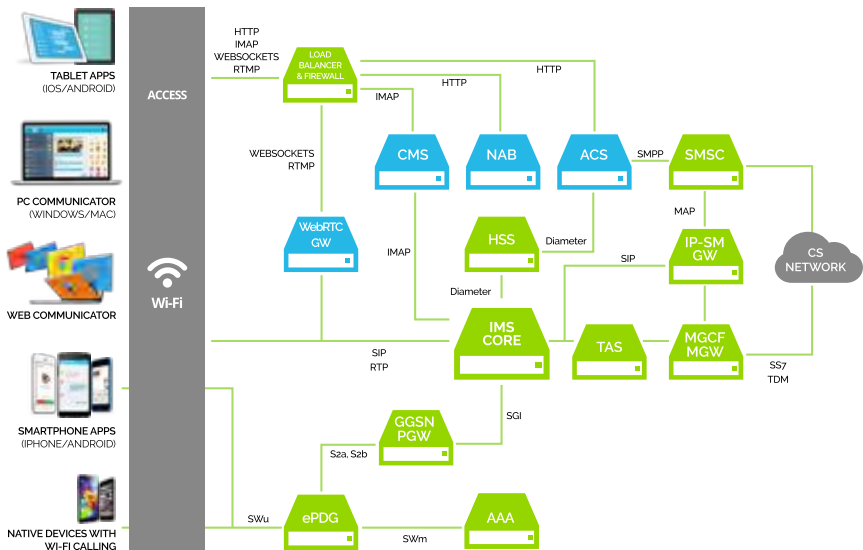 TABLET APPS
(IOS/ANDROID)
PC COMMUNICATOR
(WINDOWS/MAC)
WEB COMMUNICATOR
SMARTPHONE APPS
(IPHONE/ANDROID)
NATIVE DEVICES WITH
WI-FI CALLING
ACCESS
Wi-Fi
HTTP
IMAP
WEBSOCKETS
RTMP
LOAD
BALANCER
& FIREWALL
IMAP
HTTP
HTTP
WEBSOCKETS
RTMP
CMS
NAB
ACS
SMPP
SMSC
MAP
WebRTC
GW
IMAP
HSS
Diameter
SIP
IP-SM
GW
CS
NETWORK
Diameter
IMS
CORE
SIP
RTP
TAS
MGCF
MGW
SS7
TDM
SGI
GGSN
PGW
S2a, S2b
SWu
ePDG
SWm
AAA